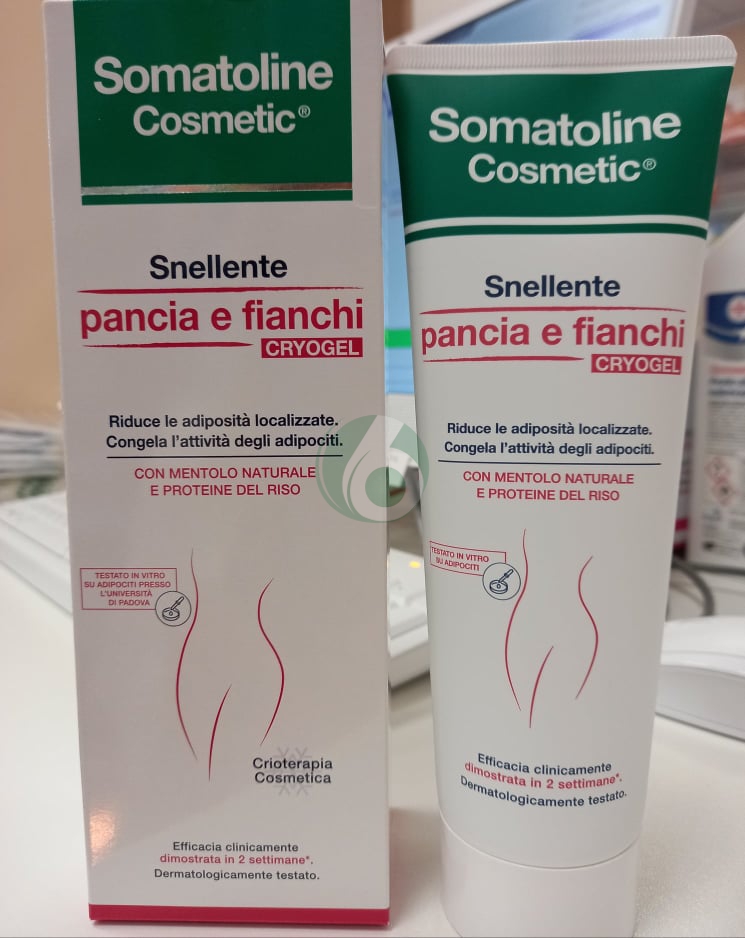 Somatoline
Cosmetic®
Snellente
pancia e fianchi
CRYOGEL
Riduce le adiposità localizzate.
Congela l'attività degli adipociti.
CON MENTOLO NATURALE
E PROTEINE DEL RISO
TESTATO IN VITRO
SU ADIPOCITI PRESSO
L'UNIVERSITÀ
DI PADOVA
Crioterapia
Cosmetica
Efficacia clinicamente
dimostrata in 2 settimane*.
Dermatologicamente testato.
Somatoline
Cosmetic®
Snellente
pancia e fianchi
CRYOGEL
Riduce le adiposità localizzate.
Congela l'attività degli adipociti.
CON MENTOLO NATURALE
E PROTEINE DEL RISO
TESTATO IN VITRO
SU ADIPOCITI
Efficacia clinicamente
dimostrata in 2 settimane*.
Dermatologicamente testato.